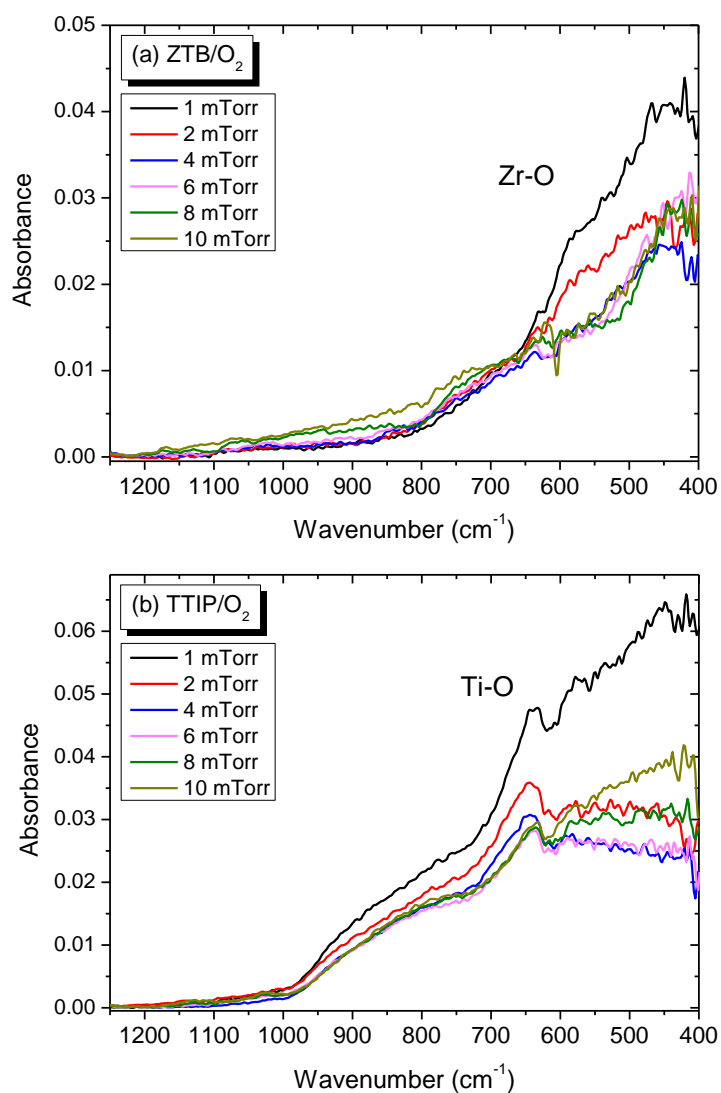 0.05
(a) ZTB/O₂
0.04
1 mTorr
2 mTorr
4 mTorr
6 mTorr
8 mTorr
10 mTorr
Zr-O
0.03
0.02
0.01
0.00
Absorbance
1200 1100 1000 900 800 700 600 500 400
Wavenumber (cm⁻¹)
(b) TTIP/O₂
0.06
1 mTorr
2 mTorr
4 mTorr
6 mTorr
8 mTorr
10 mTorr
Ti-O
0.05
0.04
0.03
0.02
0.01
0.00
Absorbance
1200 1100 1000 900 800 700 600 500 400
Wavenumber (cm⁻¹)